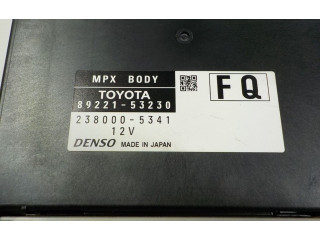 MPX BODY
TOYOTA
89221-53230
238000-5341
12V
DENSO MADE IN JAPAN
FQ